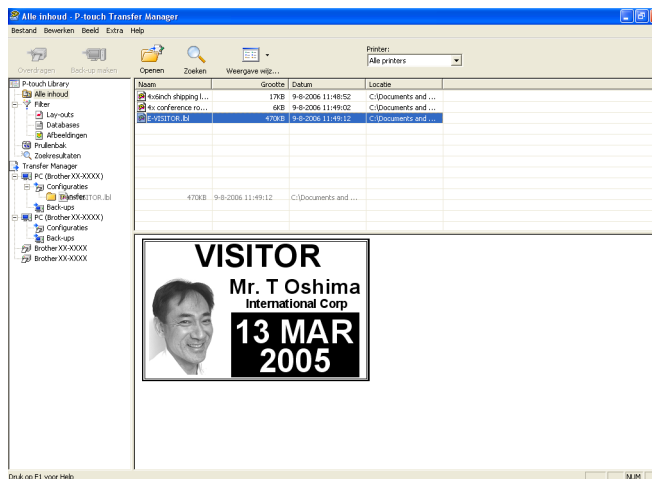 Alle inhoud - P-touch Transfer Manager
Bestand Bewerken Beeld Extra Help
Overdragen Back-up maken Openen Zoeken Weergave wijz...
Printer:
Alle printers
P-touch Library
Alle inhoud
Filter
Lay-outs
Databases
Afbeeldingen
Prullenbak
Zoekresultaten
Transfer Manager
PC (Brother XX-XXXX)
Configuraties
Transfer
Back-ups
PC (Brother XX-XXXX)
Configuraties
Back-ups
Brother XX-XXXX
Brother XX-XXXX
Naam Grootte Datum Locatie
4x6inch shipping l... 17KB 9-8-2006 11:48:52 C:\Documents and ...
4x conference ro... 6KB 9-8-2006 11:49:02 C:\Documents and ...
E-VISITOR.lbl 470KB 9-8-2006 11:49:12 C:\Documents and ...
470KB 9-8-2006 11:49:12 C:\Documents and ...
VISITOR
Mr. T Oshima
International Corp
13 MAR
2005
Druk op F1 voor Help
NUM